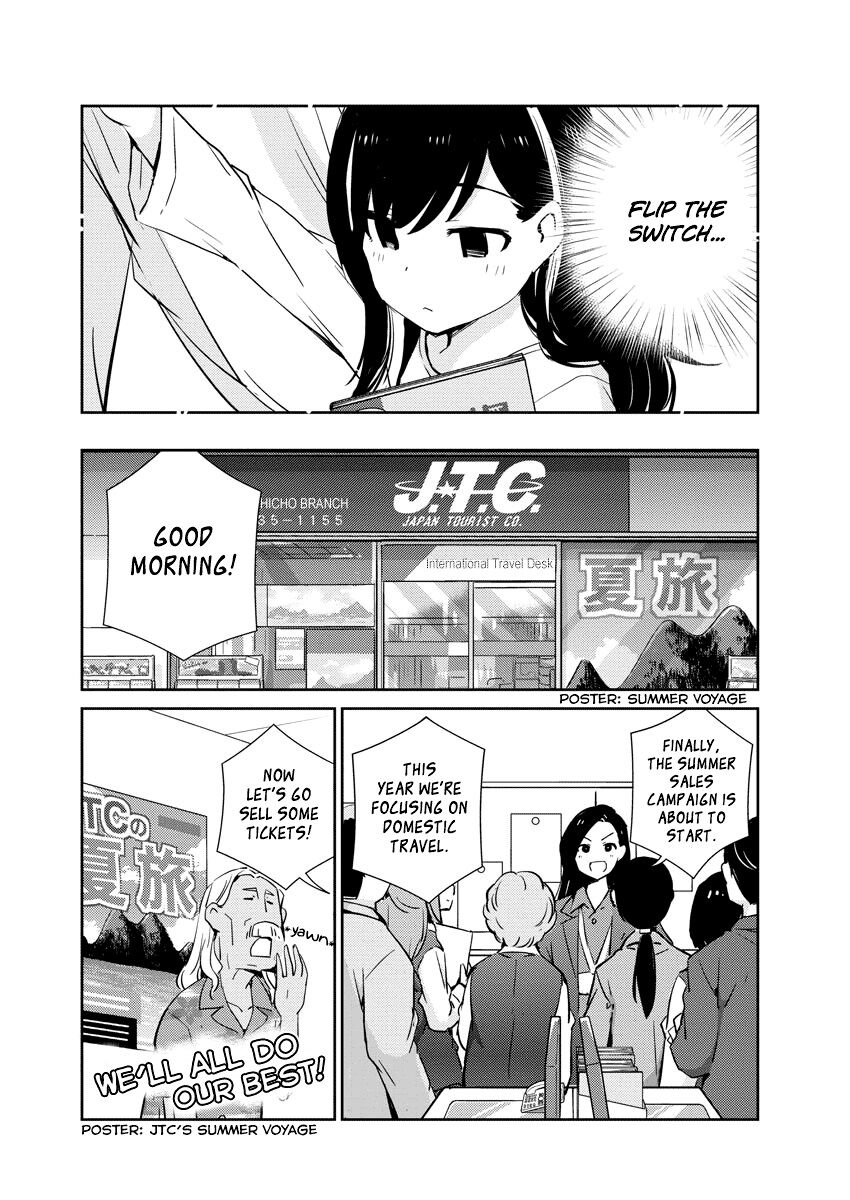 FLIP THE
SWITCH...
GOOD
MORNING!
HICHO BRANCH
35-1155
J.T.C.
JAPAN TOURIST CO.
International Travel Desk
夏旅
POSTER: SUMMER VOYAGE
FINALLY,
THE SUMMER
SALES
CAMPAIGN IS
ABOUT TO
START.
THIS
YEAR WE'RE
FOCUSING ON
DOMESTIC
TRAVEL.
NOW
LET'S GO
SELL SOME
TICKETS!
TCの
夏旅
*yawn*
WE'LL ALL DO
OUR BEST!
POSTER: JTC'S SUMMER VOYAGE